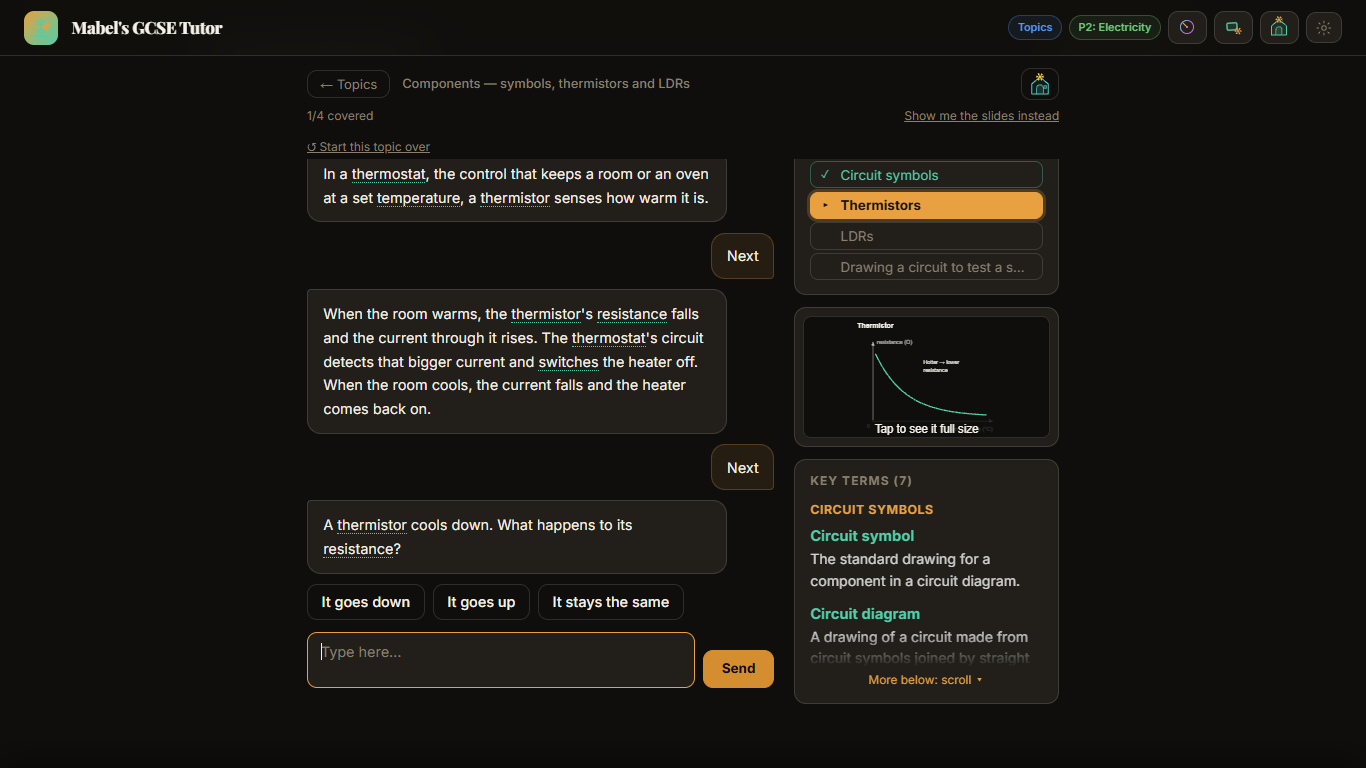 Mabel's GCSE Tutor
Topics
P2: Electricity
← Topics
Components — symbols, thermistors and LDRs
1/4 covered
Show me the slides instead
↺ Start this topic over
In a thermostat, the control that keeps a room or an oven
at a set temperature, a thermistor senses how warm it is.
Next
When the room warms, the thermistor's resistance falls
and the current through it rises. The thermostat's circuit
detects that bigger current and switches the heater off.
When the room cools, the current falls and the heater
comes back on.
Next
A thermistor cools down. What happens to its
resistance?
It goes down
It goes up
It stays the same
Type here...
Send
✓ Circuit symbols
▸ Thermistors
LDRs
Drawing a circuit to test a s...
Thermistor
resistance (Ω)
Hotter → lower
resistance
Tap to see it full size
KEY TERMS (7)
CIRCUIT SYMBOLS
Circuit symbol
The standard drawing for a
component in a circuit diagram.
Circuit diagram
A drawing of a circuit made from
circuit symbols joined by straight
More below: scroll ▾